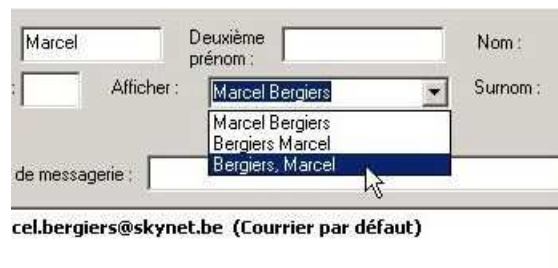 Marcel Deuxième prénom : Nom :
: Afficher : Marcel Bergiers Surnom :
Marcel Bergiers
Bergiers Marcel
Bergiers, Marcel
de messagerie :
cel.bergiers@skynet.be (Courrier par défaut)